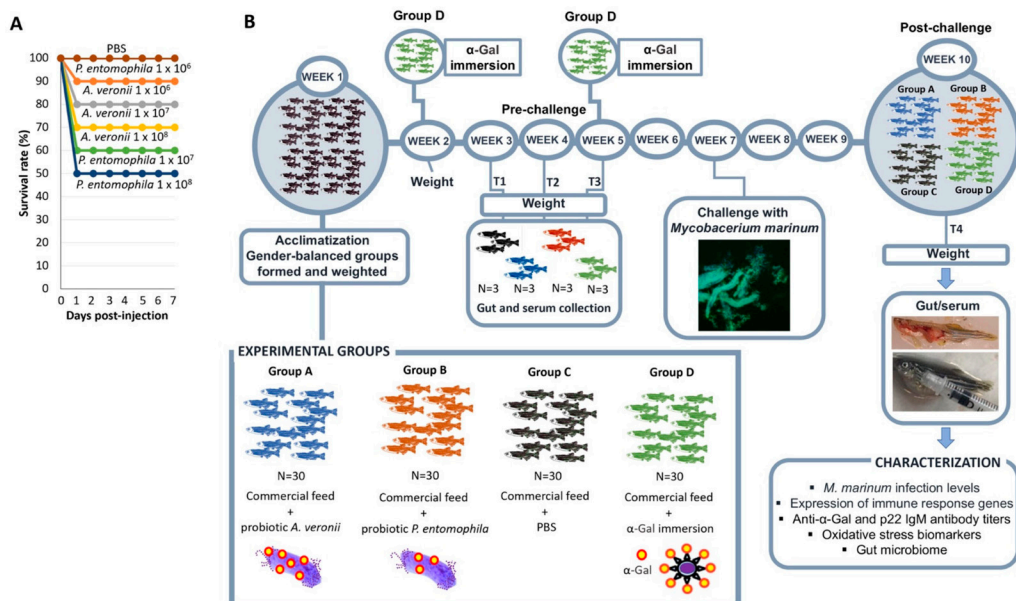 A
PBS
P. entomophila 1 x 10⁶
A. veronii 1 x 10⁶
A. veronii 1 x 10⁷
A. veronii 1 x 10⁸
P. entomophila 1 x 10⁷
P. entomophila 1 x 10⁸
100
90
80
70
60
50
40
30
20
10
0
Survival rate (%)
0 1 2 3 4 5 6 7
Days post-injection
B
Group D
α-Gal
immersion
Group D
α-Gal
immersion
Pre-challenge
Post-challenge
WEEK 1
WEEK 2
WEEK 3
WEEK 4
WEEK 5
WEEK 6
WEEK 7
WEEK 8
WEEK 9
WEEK 10
Group A
Group B
Group C
Group D
Weight
T1
T2
T3
Weight
N=3
N=3
N=3
N=3
Gut and serum collection
Acclimatization
Gender-balanced groups
formed and weighted
Challenge with
Mycobacerium marinum
T4
Weight
Gut/serum
EXPERIMENTAL GROUPS
Group A
N=30
Commercial feed
+
probiotic A. veronii
Group B
N=30
Commercial feed
+
probiotic P. entomophila
Group C
N=30
Commercial feed
+
PBS
Group D
N=30
Commercial feed
+
α-Gal immersion
α-Gal
CHARACTERIZATION
▪ M. marinum infection levels
▪ Expression of immune response genes
▪ Anti-α-Gal and p22 IgM antibody titers
▪ Oxidative stress biomarkers
▪ Gut microbiome